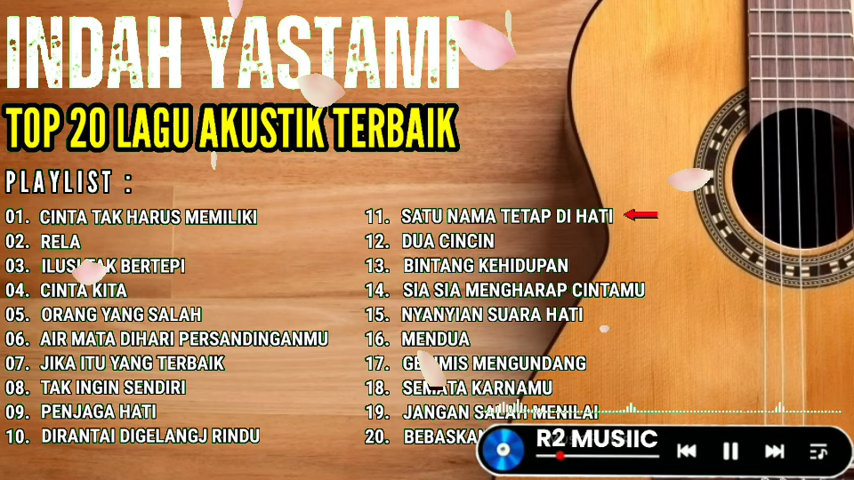 INDAH YASTAMI
TOP 20 LAGU AKUSTIK TERBAIK
PLAYLIST :
01. CINTA TAK HARUS MEMILIKI
02. RELA
03. ILUSI TAK BERTEPI
04. CINTA KITA
05. ORANG YANG SALAH
06. AIR MATA DIHARI PERSANDINGANMU
07. JIKA ITU YANG TERBAIK
08. TAK INGIN SENDIRI
09. PENJAGA HATI
10. DIRANTAI DIGELANGJ RINDU
11. SATU NAMA TETAP DI HATI
12. DUA CINCIN
13. BINTANG KEHIDUPAN
14. SIA SIA MENGHARAP CINTAMU
15. NYANYIAN SUARA HATI
16. MENDUA
17. GERIMIS MENGUNDANG
18. SEMATA KARNAMU
19. JANGAN SALAH MENILAI
20. BEBASKAN
R2 MUSIIC